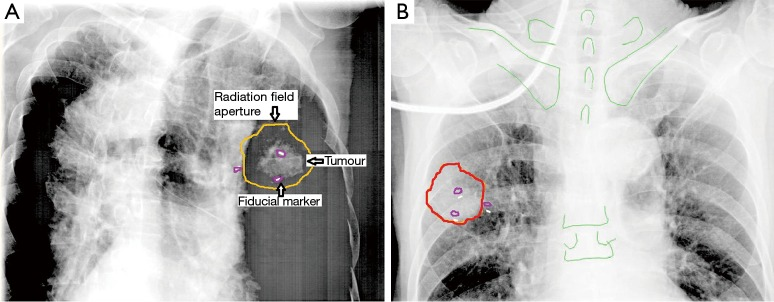 A
B
Radiation field
aperture
Tumour
Fiducial marker